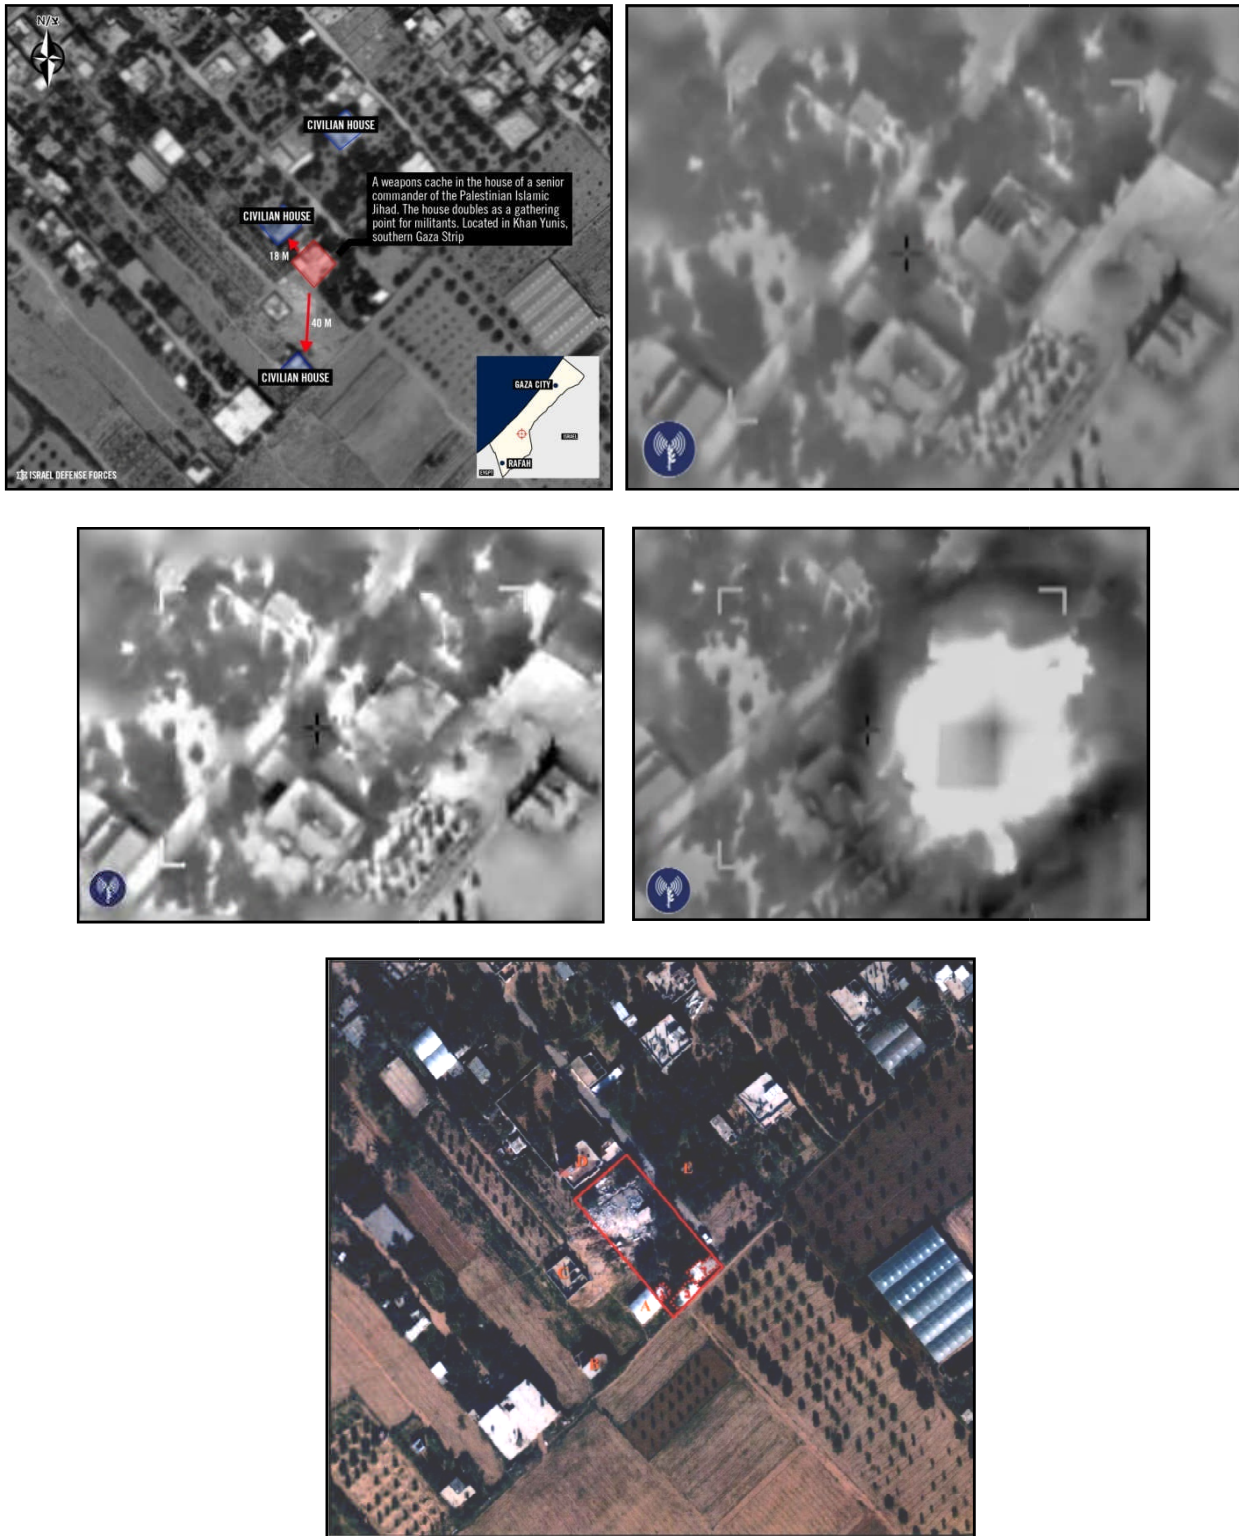 N/צ
CIVILIAN HOUSE
A weapons cache in the house of a senior
commander of the Palestinian Islamic
Jihad. The house doubles as a gathering
point for militants. Located in Khan Yunis,
southern Gaza Strip
CIVILIAN HOUSE
18 M
40 M
CIVILIAN HOUSE
GAZA CITY
ISRAEL
RAFAH
EGYPT
ISRAEL DEFENSE FORCES
D
E
A
B